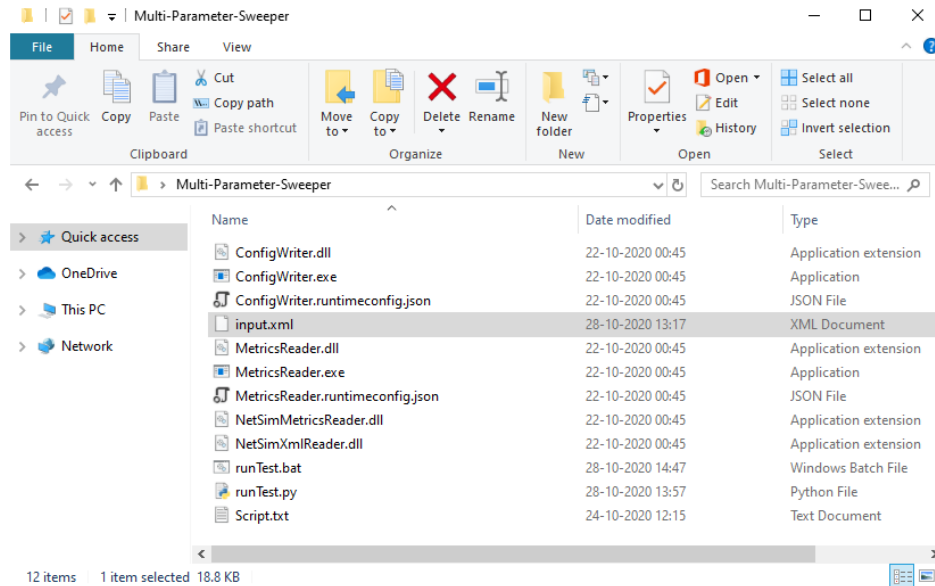 Multi-Parameter-Sweeper
File Home Share View
Pin to Quick access
Copy
Paste
Cut
Copy path
Paste shortcut
Move to
Copy to
Delete
Rename
New folder
Properties
Open
Edit
History
Select all
Select none
Invert selection
Clipboard Organize New Open Select
Multi-Parameter-Sweeper
Search Multi-Parameter-Swee...
Quick access
OneDrive
This PC
Network
Name Date modified Type
ConfigWriter.dll 22-10-2020 00:45 Application extension
ConfigWriter.exe 22-10-2020 00:45 Application
ConfigWriter.runtimeconfig.json 22-10-2020 00:45 JSON File
input.xml 28-10-2020 13:17 XML Document
MetricsReader.dll 22-10-2020 00:45 Application extension
MetricsReader.exe 22-10-2020 00:45 Application
MetricsReader.runtimeconfig.json 22-10-2020 00:45 JSON File
NetSimMetricsReader.dll 22-10-2020 00:45 Application extension
NetSimXmlReader.dll 22-10-2020 00:45 Application extension
runTest.bat 28-10-2020 14:47 Windows Batch File
runTest.py 28-10-2020 13:57 Python File
Script.txt 24-10-2020 12:15 Text Document
12 items 1 item selected 18.8 KB